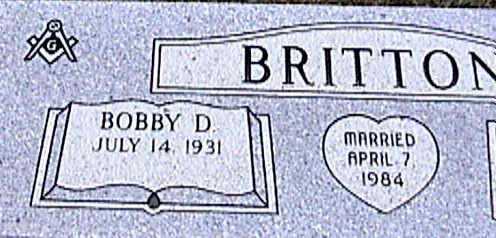 G
BRITTON
BOBBY D.
JULY 14 1931
MARRIED
APRIL 7
1984